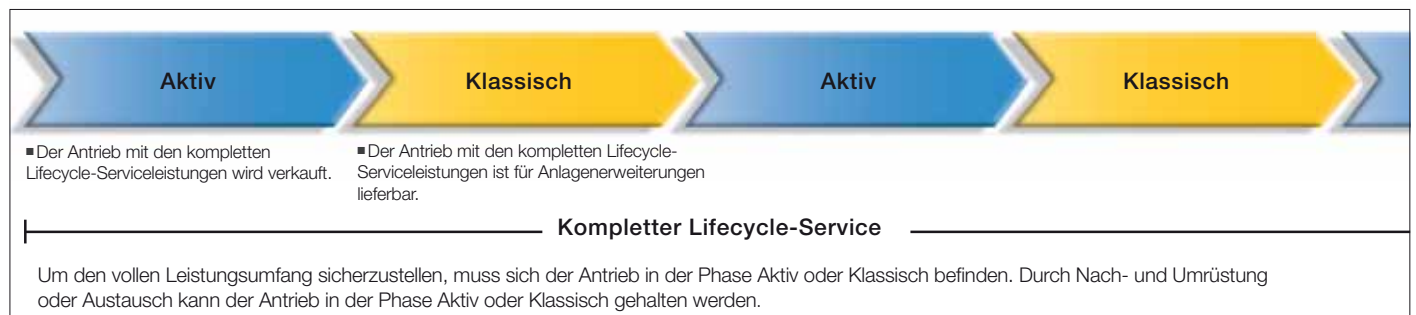 Aktiv
Klassisch
Aktiv
Klassisch
■ Der Antrieb mit den kompletten
Lifecycle-Serviceleistungen wird verkauft.
■ Der Antrieb mit den kompletten Lifecycle-
Serviceleistungen ist für Anlagenerweiterungen
lieferbar.
Kompletter Lifecycle-Service
Um den vollen Leistungsumfang sicherzustellen, muss sich der Antrieb in der Phase Aktiv oder Klassisch befinden. Durch Nach- und Umrüstung
oder Austausch kann der Antrieb in der Phase Aktiv oder Klassisch gehalten werden.